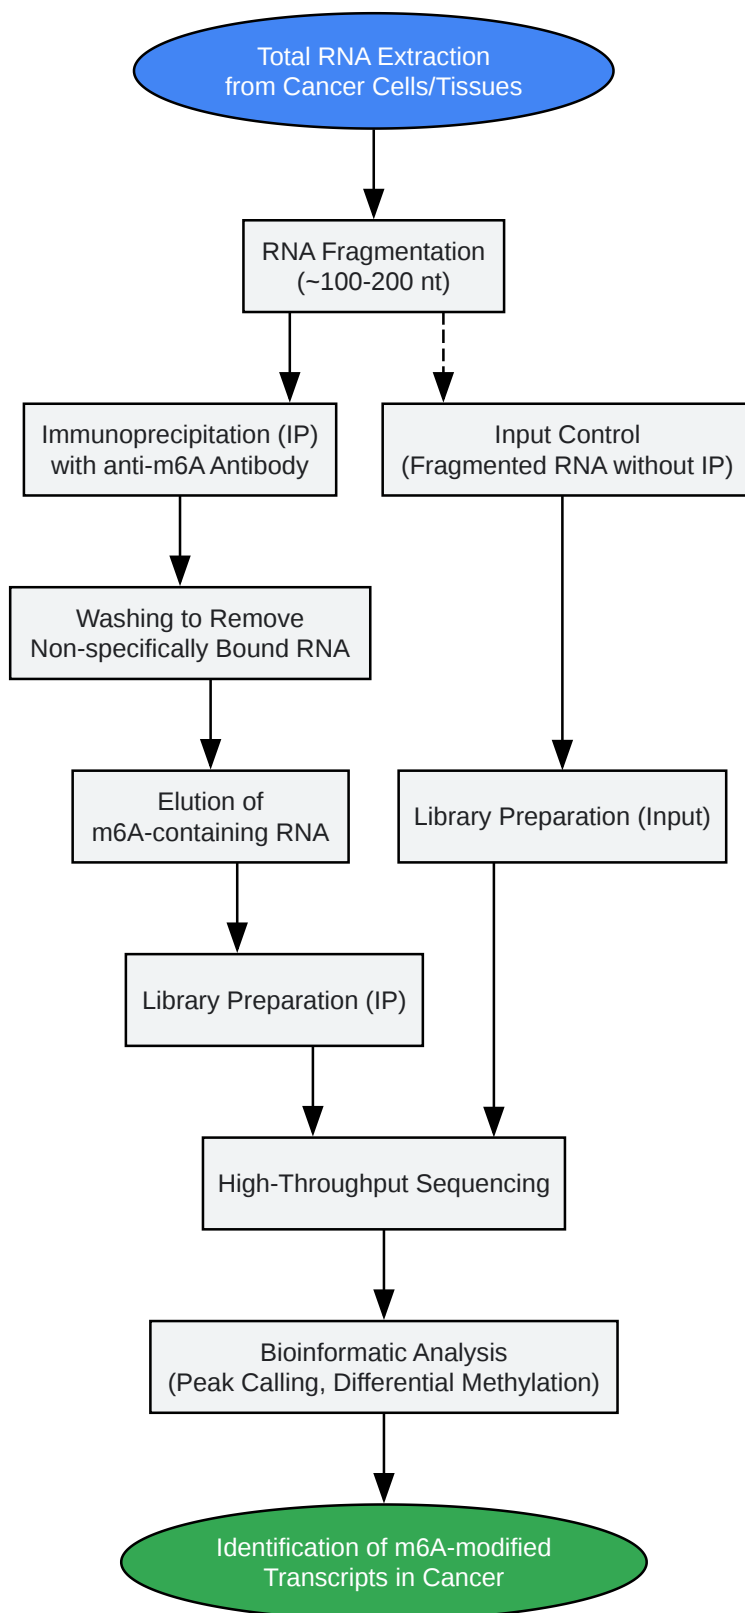 Total RNA Extraction
from Cancer Cells/Tissues
RNA Fragmentation
(~100-200 nt)
Immunoprecipitation (IP)
with anti-m6A Antibody
Input Control
(Fragmented RNA without IP)
Washing to Remove
Non-specifically Bound RNA
Elution of
m6A-containing RNA
Library Preparation (Input)
Library Preparation (IP)
High-Throughput Sequencing
Bioinformatic Analysis
(Peak Calling, Differential Methylation)
Identification of m6A-modified
Transcripts in Cancer